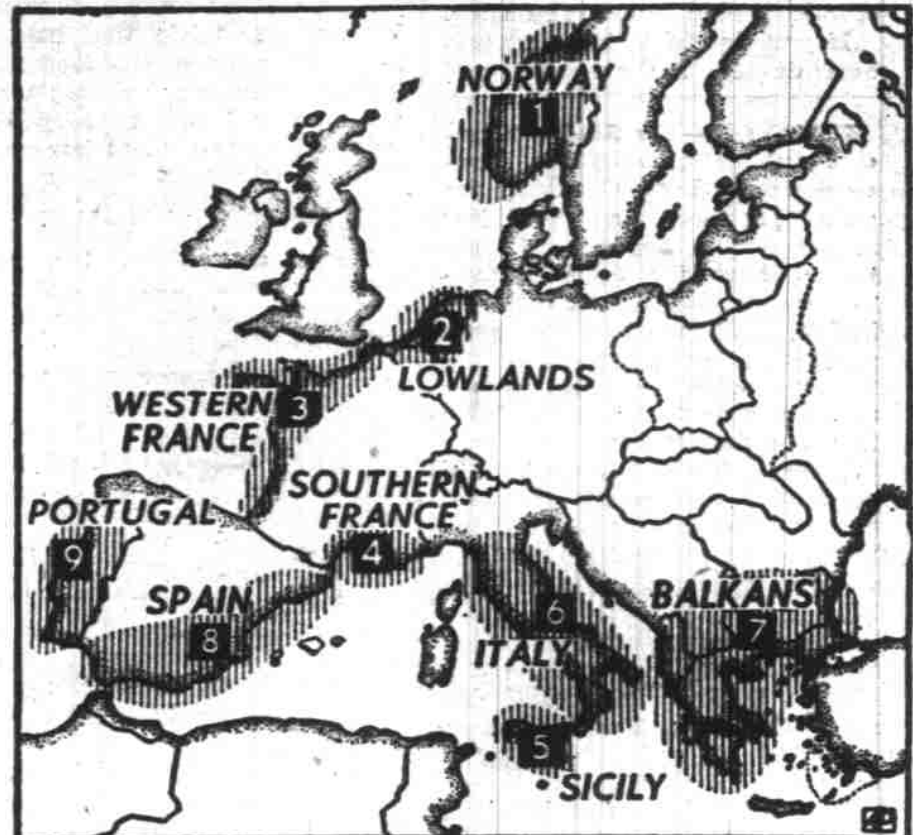 NORWAY
1
2
LOWLANDS
WESTERN
FRANCE
3
SOUTHERN
FRANCE
4
PORTUGAL
9
SPAIN
8
6
ITALY
BALKANS
7
5
SICILY